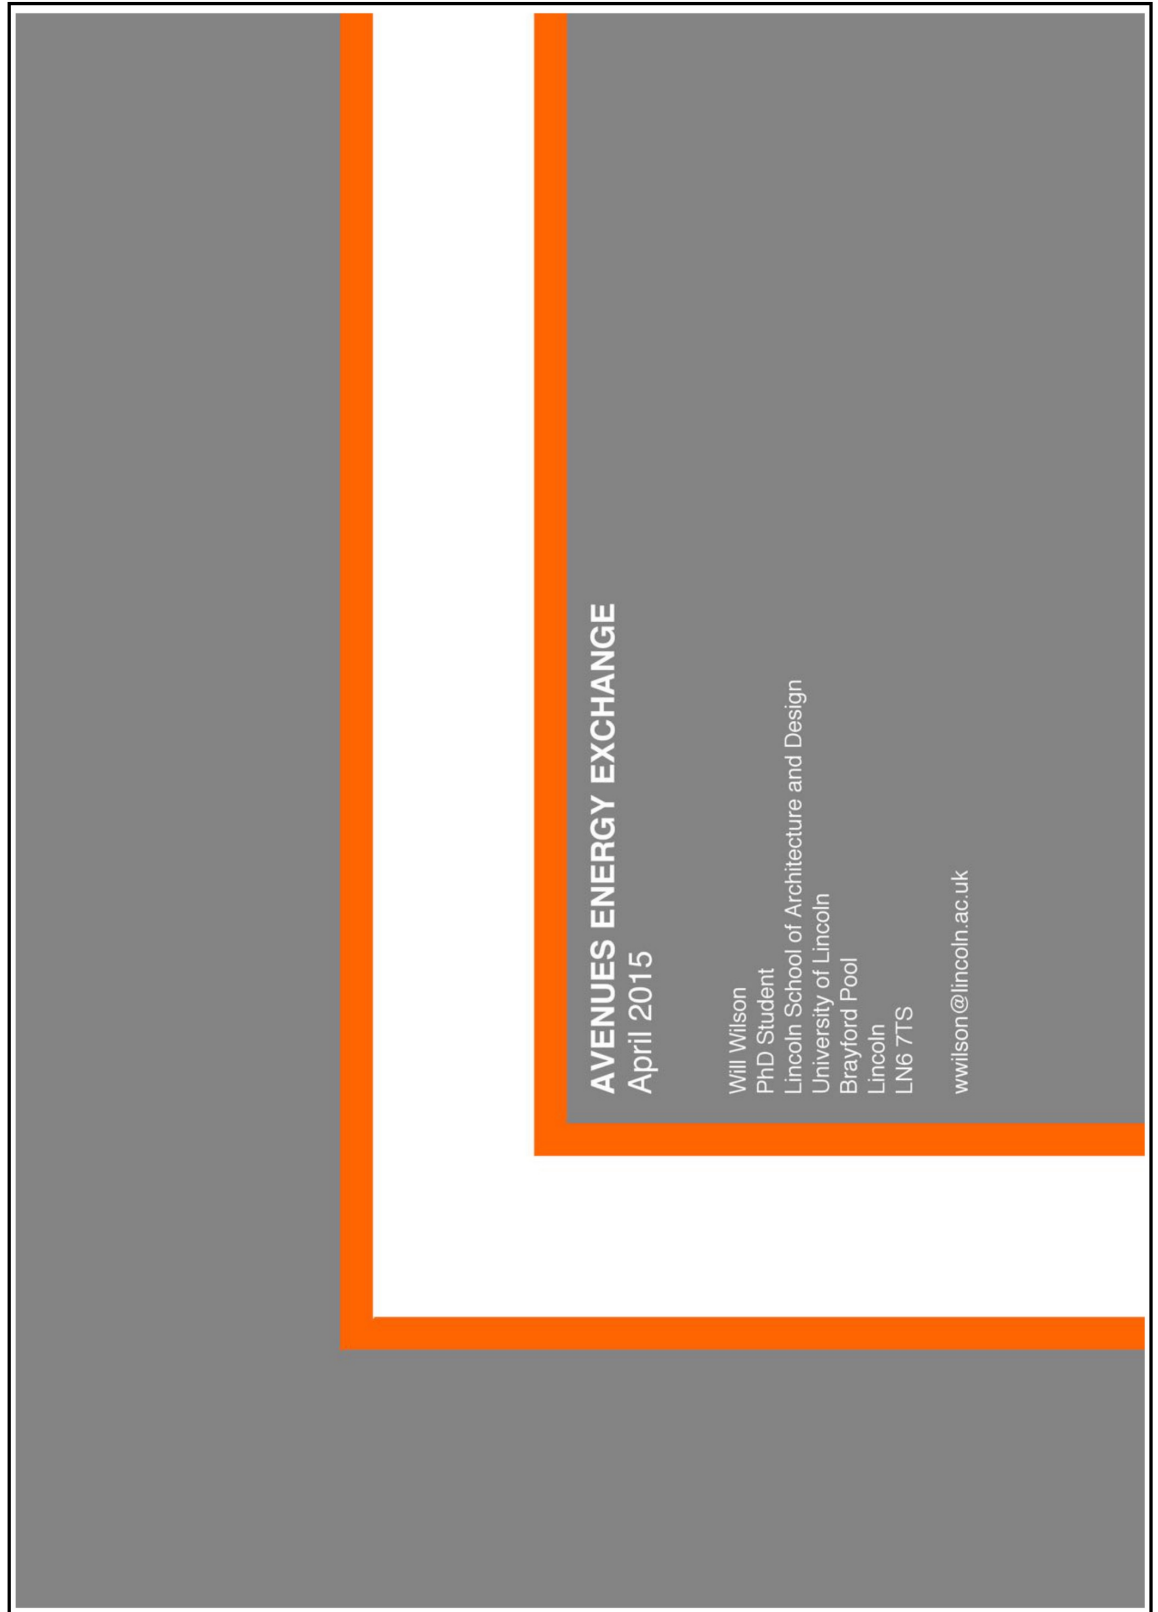 AVENUES ENERGY EXCHANGE
April 2015
Will Wilson
PhD Student
Lincoln School of Architecture and Design
University of Lincoln
Brayford Pool
Lincoln
LN6 7TS
wwilson@lincoln.ac.uk